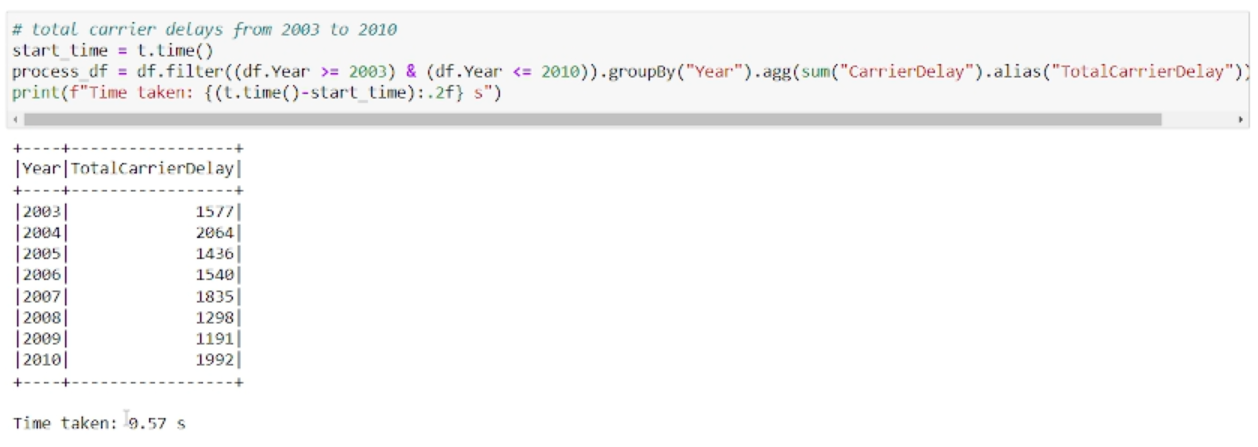 # total carrier delays from 2003 to 2010
start_time = t.time()
process_df = df.filter((df.Year >= 2003) & (df.Year <= 2010)).groupBy("Year").agg(sum("CarrierDelay").alias("TotalCarrierDelay"))
print(f"Time taken: {(t.time()-start_time):.2f} s")
+----+-----------------+
|Year|TotalCarrierDelay|
+----+-----------------+
|2003| 1577|
|2004| 2064|
|2005| 1436|
|2006| 1540|
|2007| 1835|
|2008| 1298|
|2009| 1191|
|2010| 1992|
+----+-----------------+
Time taken: 0.57 s